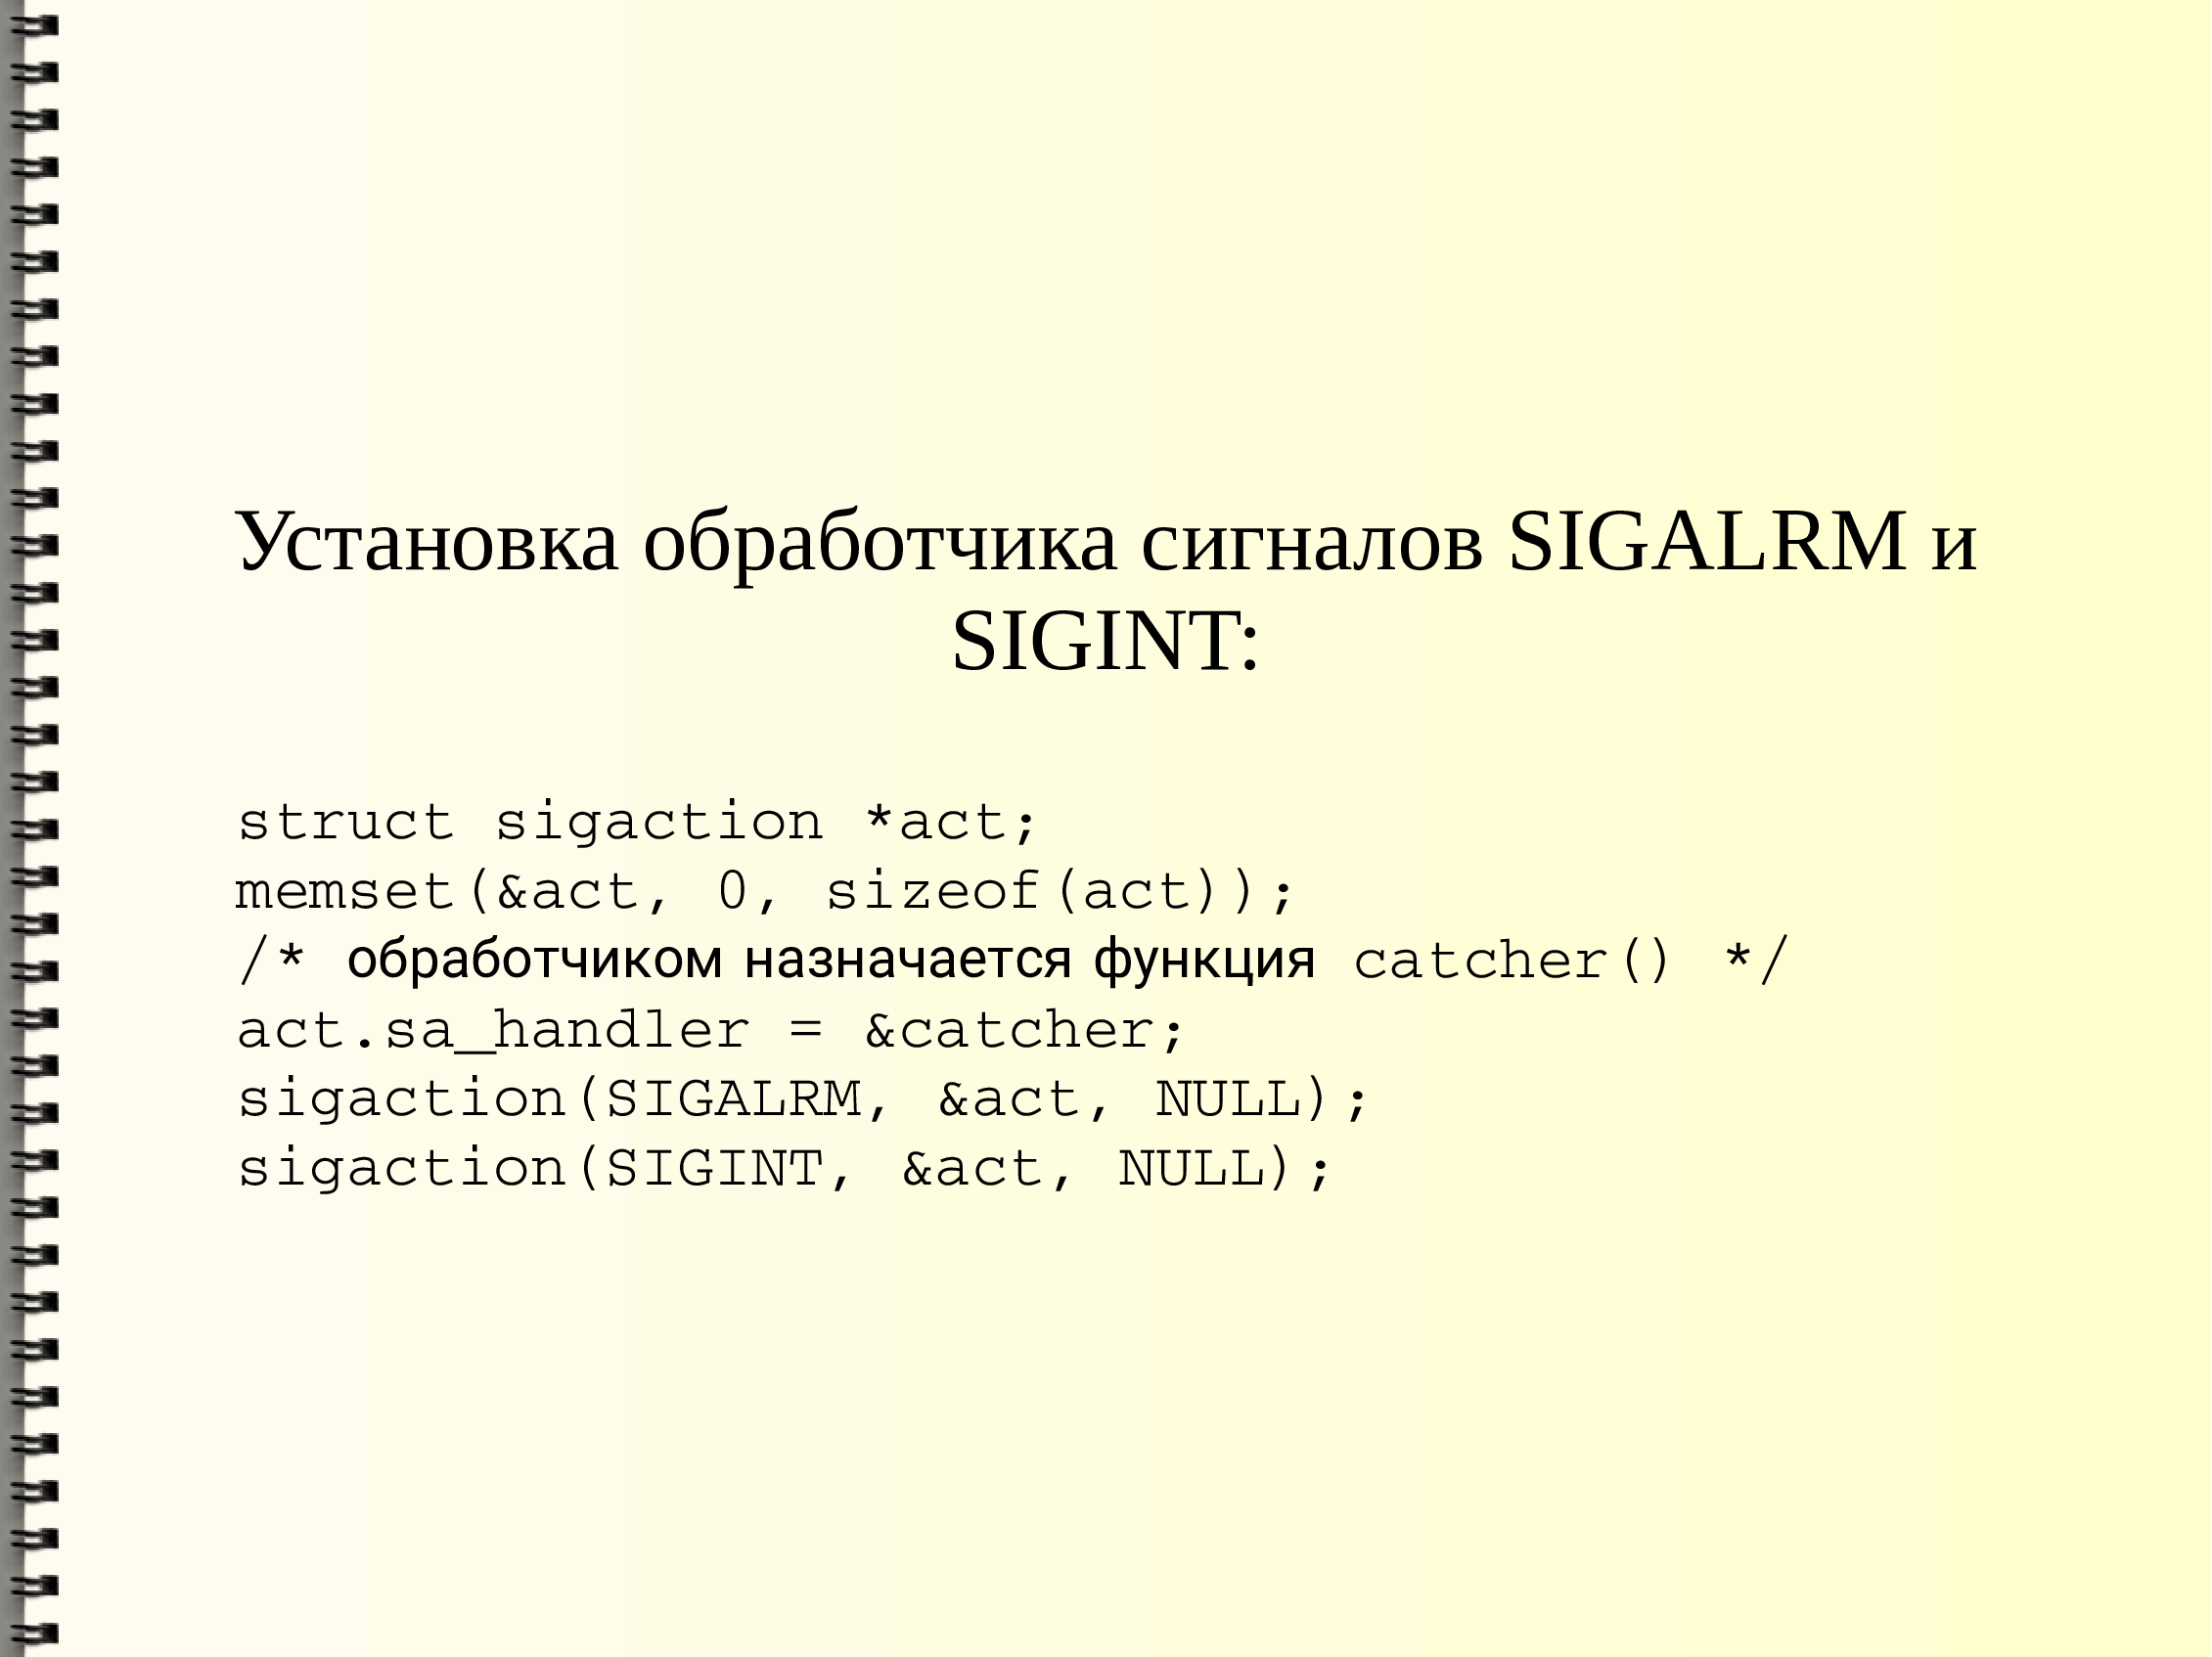 Установка обработчика сигналов SIGALRM и
SIGINT:
struct sigaction *act;
memset(&act, 0, sizeof(act));
/* обработчиком назначается функция catcher() */
act.sa_handler = &catcher;
sigaction(SIGALRM, &act, NULL);
sigaction(SIGINT, &act, NULL);